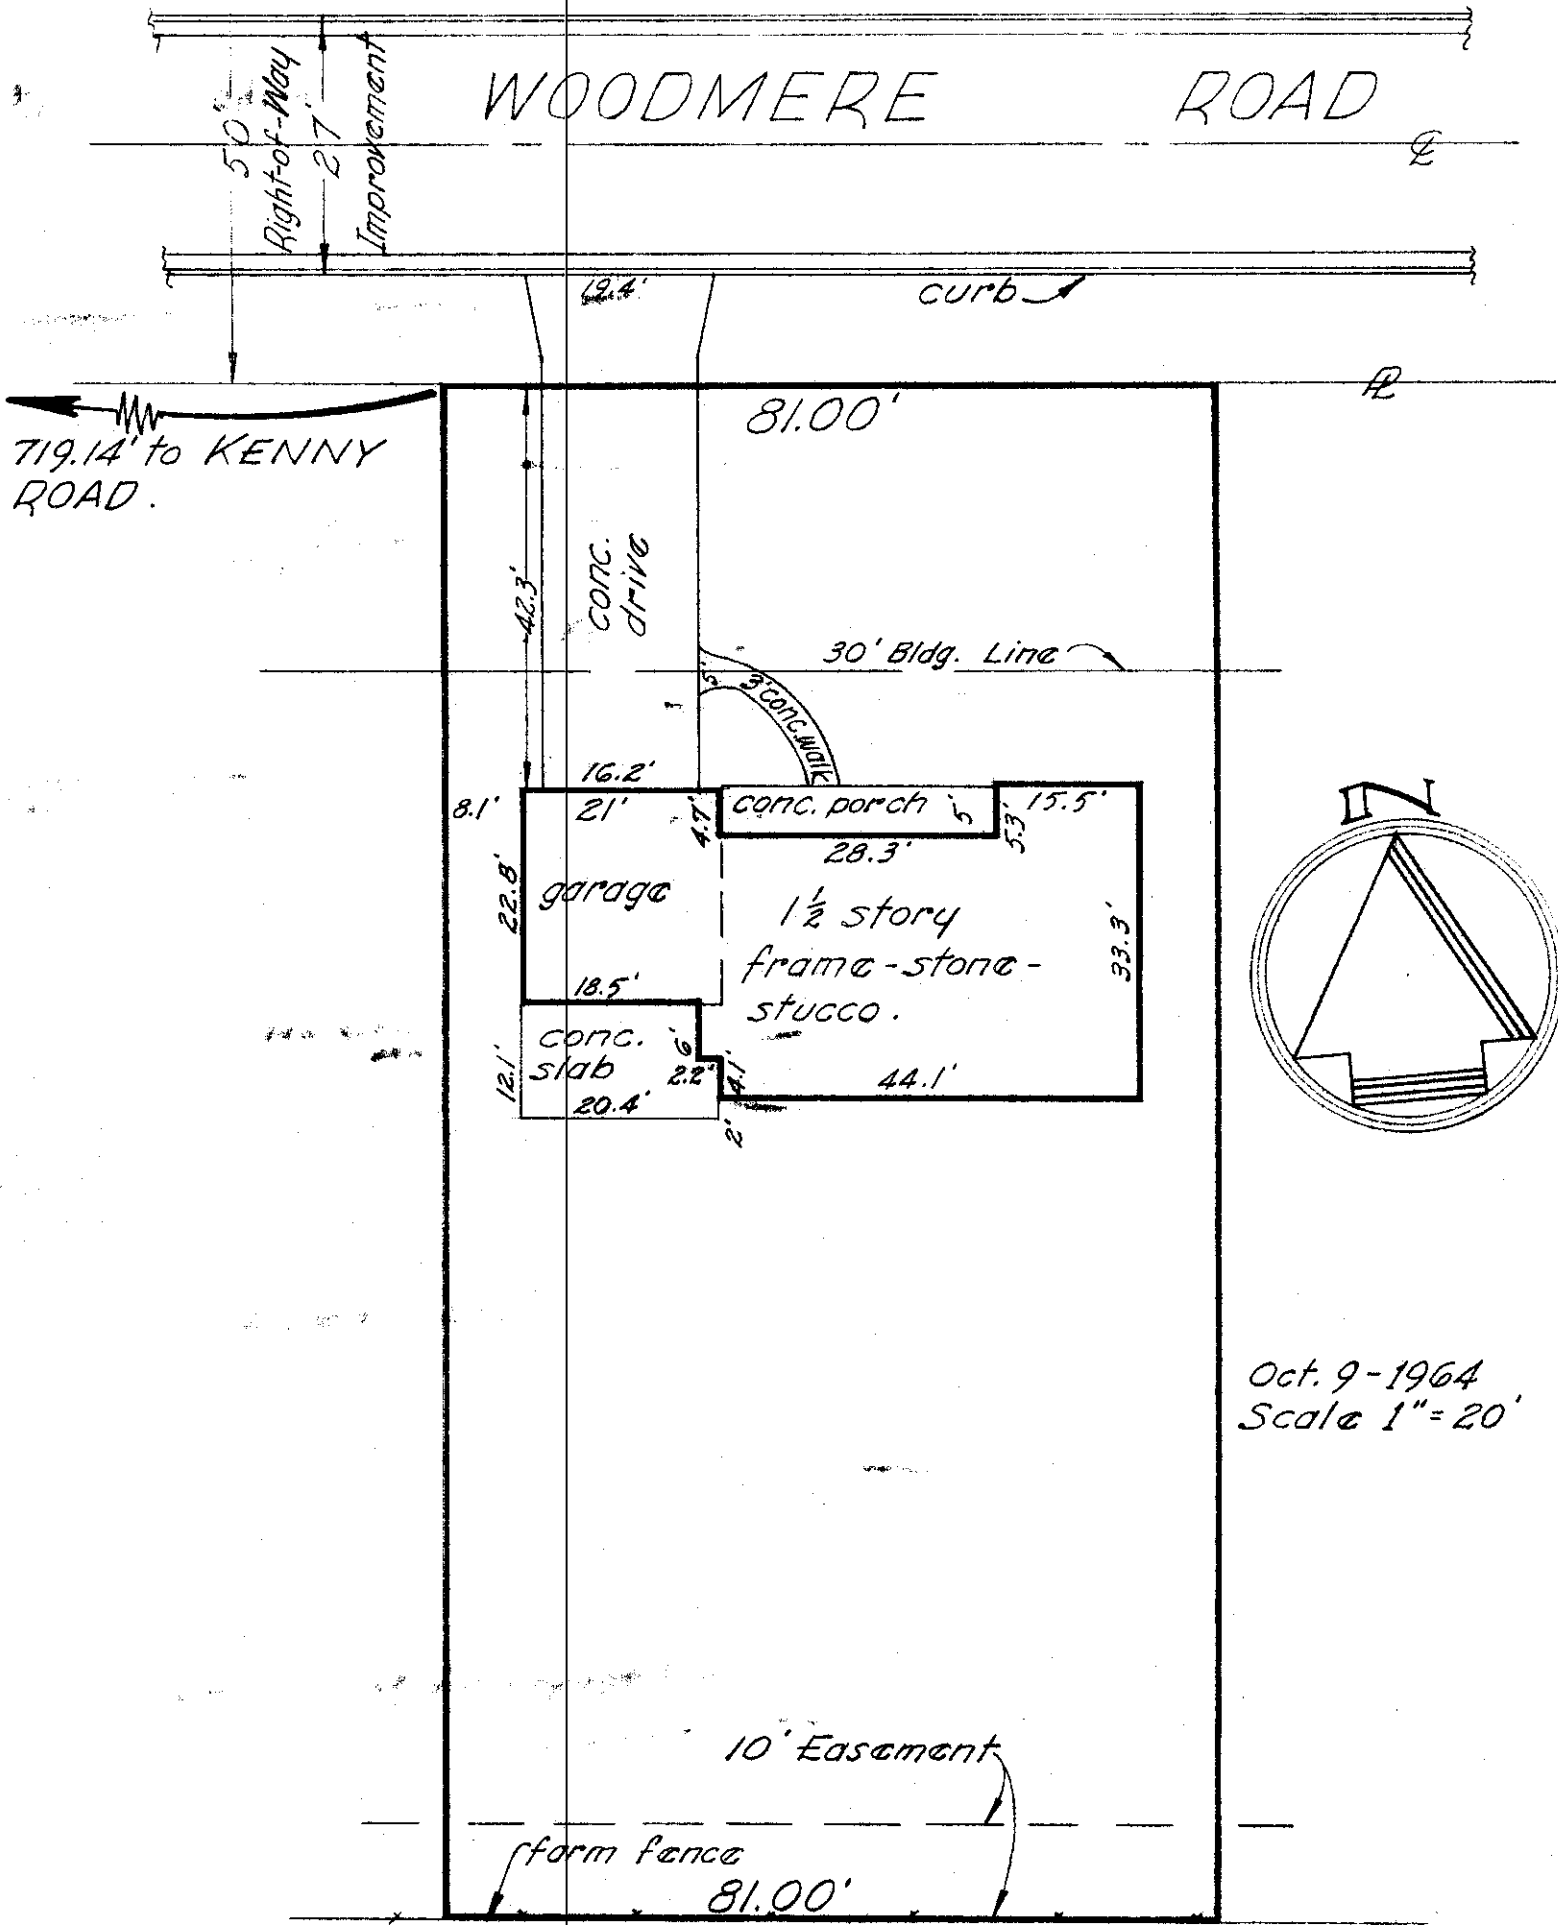 WOODMERE ROAD
50'
Right-of-Way
27'
Improvement
℄
19.4'
curb
81.00'
719.14' to KENNY
ROAD.
42.3'
conc.
drive
30' Bldg. Line
5'
3' conc. walk
16.2'
8.1'
21'
4.7'
conc. porch
5'
5.3'
15.5'
28.3'
22.8'
garage
1 1/2 story
frame - stone -
stucco.
33.3'
N
18.5'
conc.
slab
6'
2.2'
4.1'
44.1'
12.1'
20.4'
2'
Oct. 9 - 1964
Scale 1" = 20'
10' Easement
farm fence
81.00'